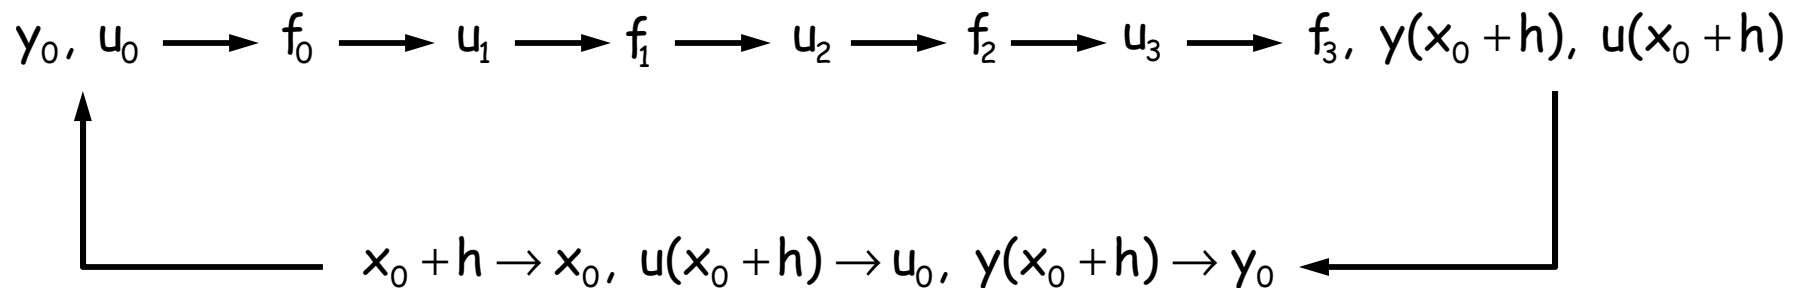 y₀, u₀ → f₀ → u₁ → f₁ → u₂ → f₂ → u₃ → f₃, y(x₀ + h), u(x₀ + h)
x₀ + h → x₀, u(x₀ + h) → u₀, y(x₀ + h) → y₀